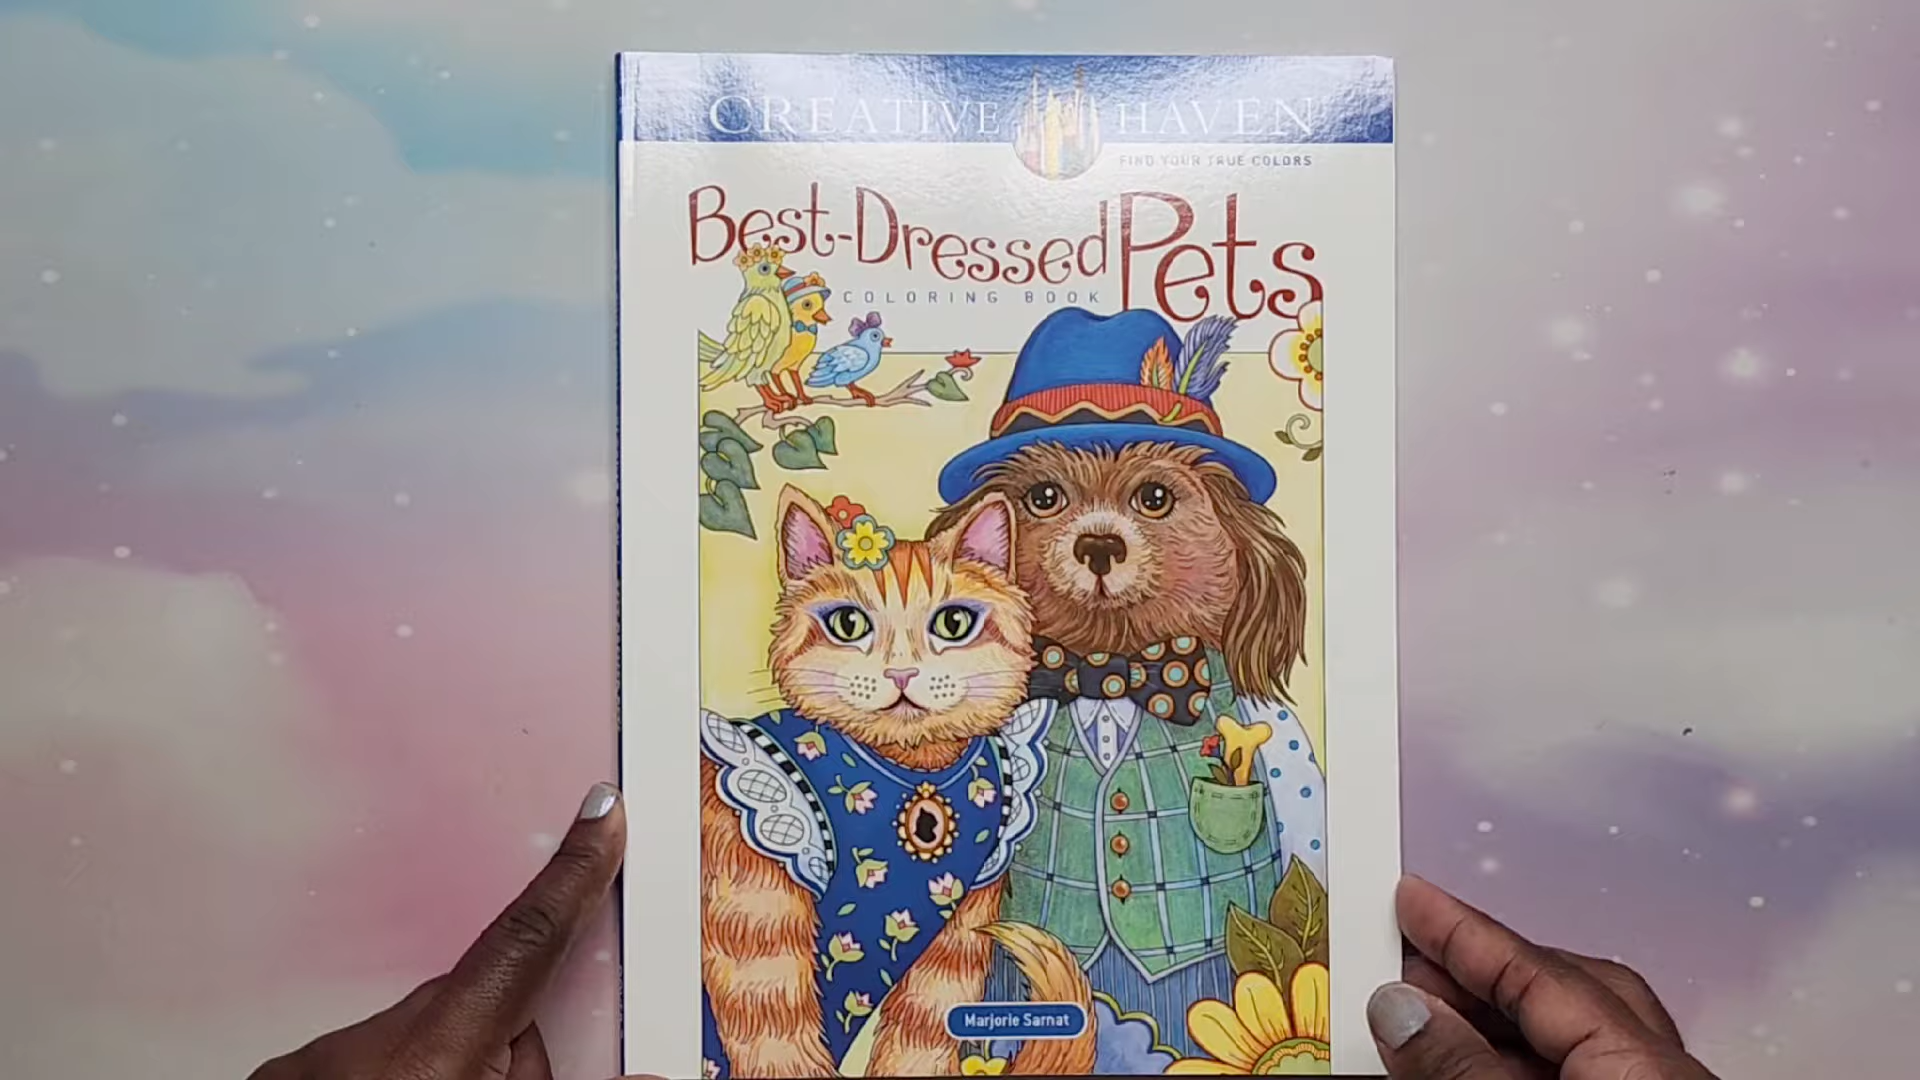 CREATIVE HAVEN
FIND YOUR TRUE COLORS
Best-Dressed Pets
COLORING BOOK
Marjorie Sarnat